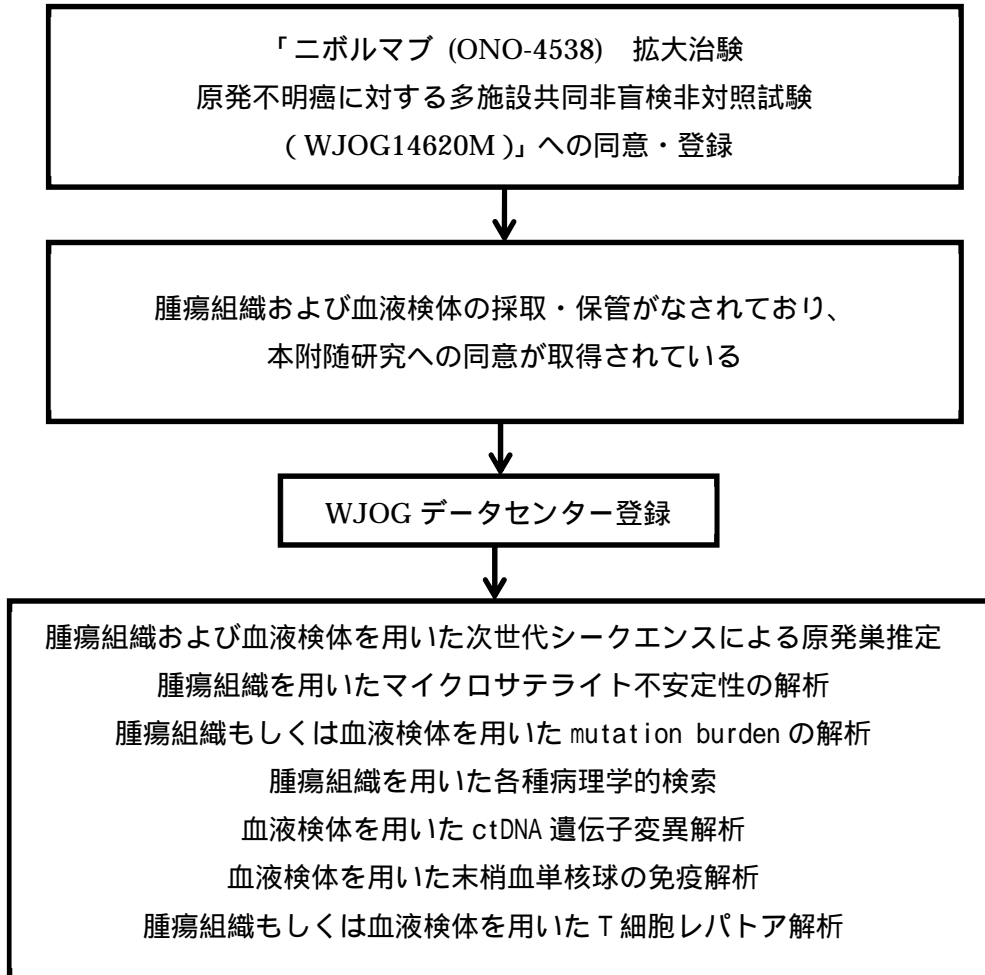 「ニボルマブ (ONO-4538)　拡大治験
原発不明癌に対する多施設共同非盲検非対照試験
(WJOG14620M)」への同意・登録
腫瘍組織および血液検体の採取・保管がなされており、
本附随研究への同意が取得されている
WJOG データセンター登録
腫瘍組織および血液検体を用いた次世代シークエンスによる原発巣推定
腫瘍組織を用いたマイクロサテライト不安定性の解析
腫瘍組織もしくは血液検体を用いた mutation burden の解析
腫瘍組織を用いた各種病理学的検索
血液検体を用いた ctDNA 遺伝子変異解析
血液検体を用いた末梢血単核球の免疫解析
腫瘍組織もしくは血液検体を用いた T 細胞レパトア解析